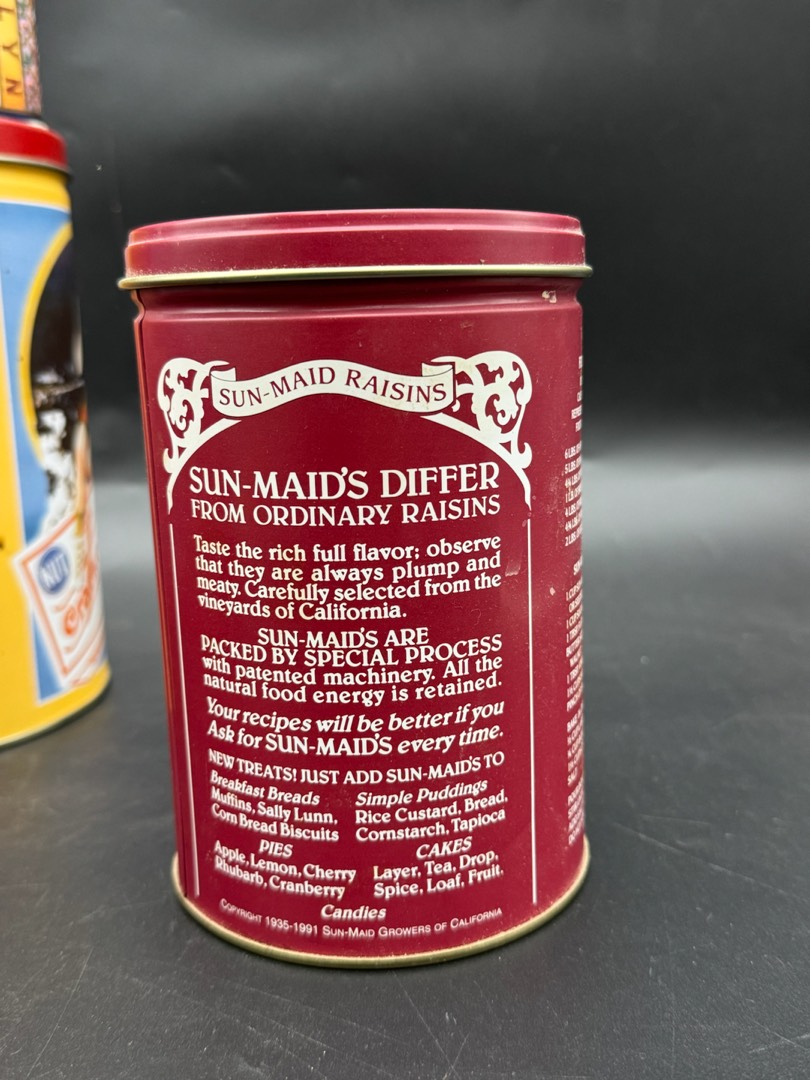 SUN-MAID RAISINS
SUN-MAID'S DIFFER
FROM ORDINARY RAISINS
Taste the rich full flavor; observe
that they are always plump and
meaty. Carefully selected from the
vineyards of California.
SUN-MAID'S ARE
PACKED BY SPECIAL PROCESS
with patented machinery. All the
natural food energy is retained.
Your recipes will be better if you
Ask for SUN-MAID'S every time.
NEW TREATS! JUST ADD SUN-MAID'S TO
Breakfast Breads
Muffins, Sally Lunn,
Corn Bread Biscuits
Simple Puddings
Rice Custard, Bread,
Cornstarch, Tapioca
PIES
Apple, Lemon, Cherry
Rhubarb, Cranberry
CAKES
Layer, Tea, Drop,
Spice, Loaf, Fruit.
Candies
COPYRIGHT 1935-1991 SUN-MAID GROWERS OF CALIFORNIA
LYN
NUT